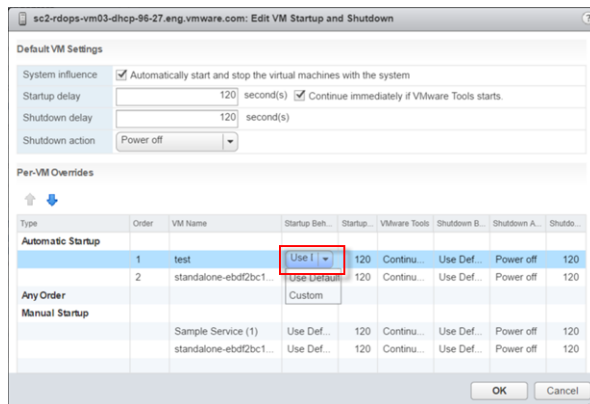 sc2-rdops-vm03-dhcp-96-27.eng.vmware.com: Edit VM Startup and Shutdown
?
Default VM Settings
System influence Automatically start and stop the virtual machines with the system
Startup delay 120 second(s) Continue immediately if VMware Tools starts.
Shutdown delay 120 second(s)
Shutdown action Power off
Per-VM Overrides
Type Order VM Name Startup Beh... Startup... VMware Tools Shutdown B... Shutdown A... Shutdo...
Automatic Startup
1 test Use 120 Continu... Use Def... Power off 120
2 standalone-ebdf2bc1... Use Default 120 Continu... Use Def... Power off 120
Any Order Custom
Manual Startup
Sample Service (1) Use Def... 120 Continu... Use Def... Power off 120
standalone-ebdf2bc1... Use Def... 120 Continu... Use Def... Power off 120
OK Cancel